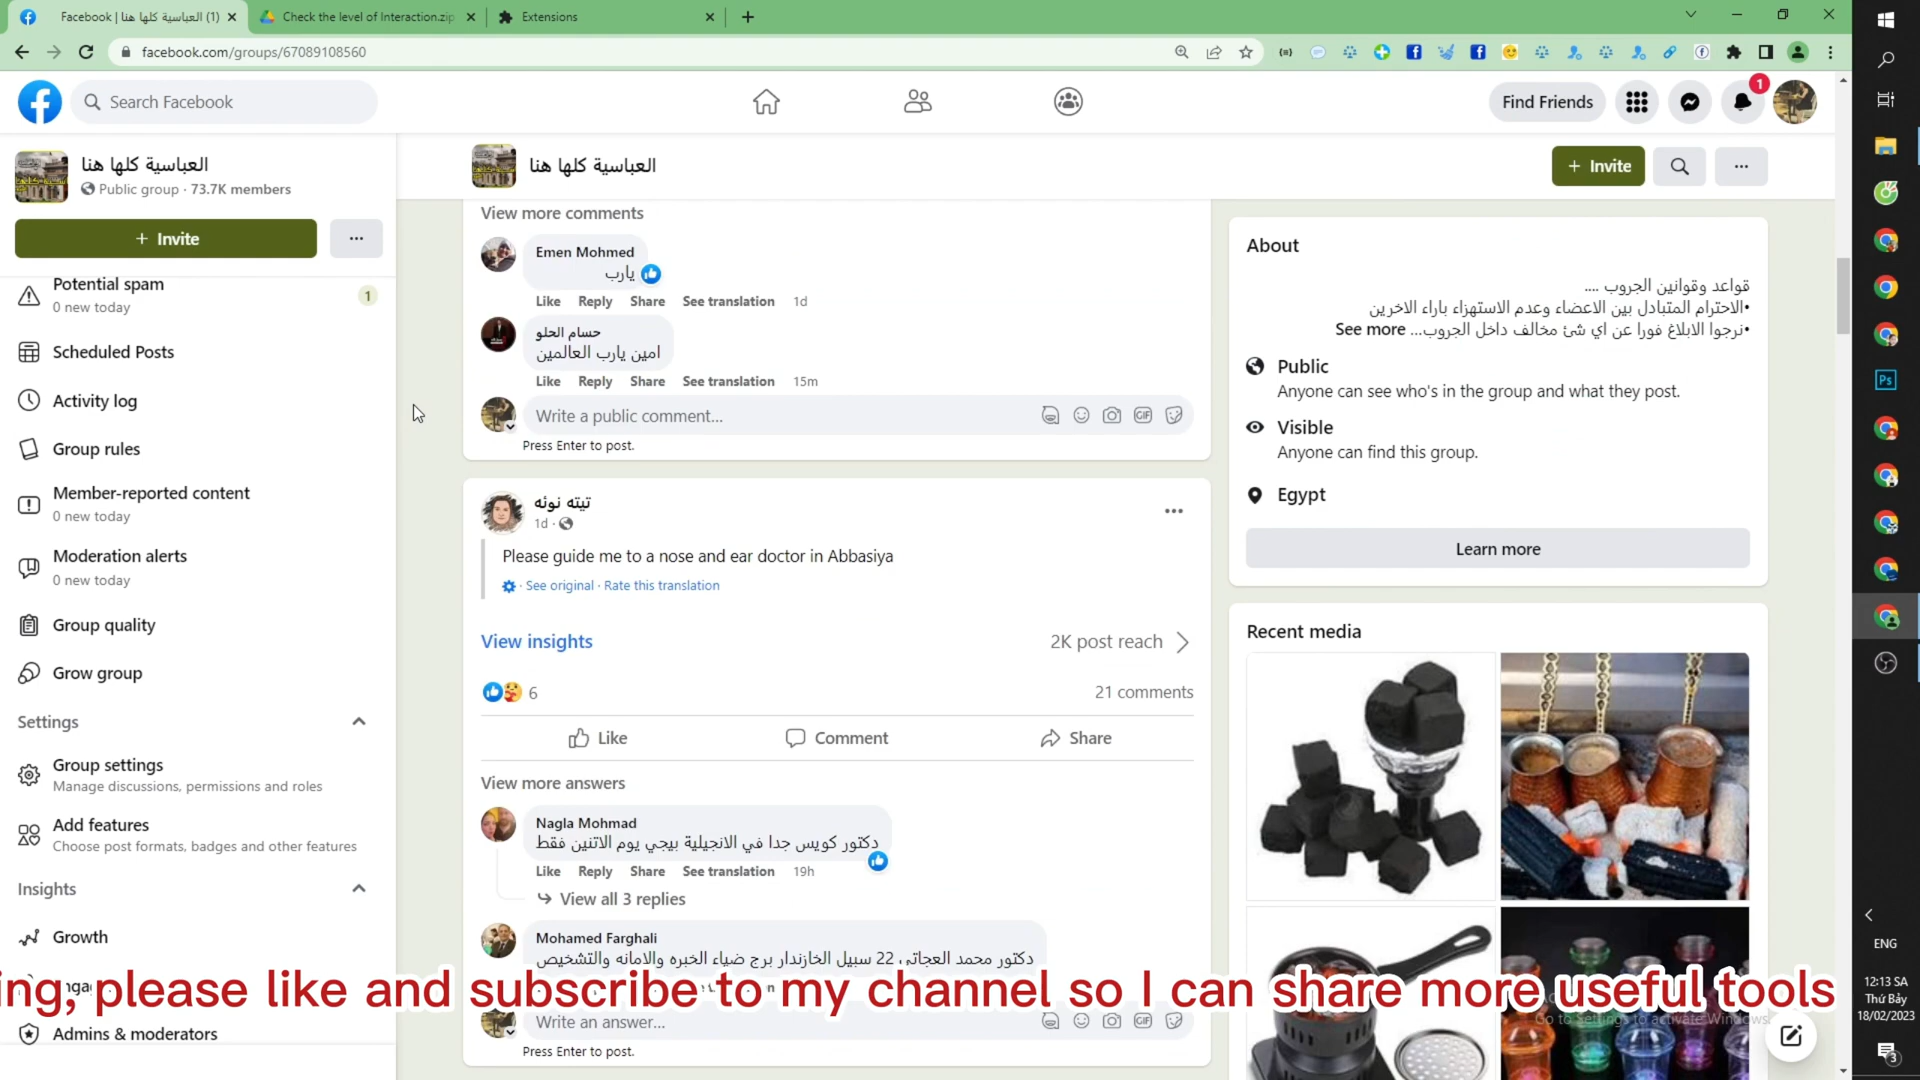 Facebook | العباسية كلها هنا (1)
Check the level of Interaction.zip
Extensions
facebook.com/groups/67089108560
Search Facebook
Find Friends
1
العباسية كلها هنا
Public group · 73.7K members
+ Invite
Potential spam
0 new today
1
Scheduled Posts
Activity log
Group rules
Member-reported content
0 new today
Moderation alerts
0 new today
Group quality
Grow group
Settings
Group settings
Manage discussions, permissions and roles
Add features
Choose post formats, badges and other features
Insights
Growth
Admins & moderators
العباسية كلها هنا
+ Invite
View more comments
Emen Mohmed
يارب
Like Reply Share See translation 1d
حسام الحلو
امين يارب العالمين
Like Reply Share See translation 15m
Write a public comment...
Press Enter to post.
تيته نوئه
1d ·
Please guide me to a nose and ear doctor in Abbasiya
· See original · Rate this translation
View insights
2K post reach
6
21 comments
Like
Comment
Share
View more answers
Nagla Mohmad
دكتور كويس جدا في الانجيلية بيجي يوم الاتنين فقط
Like Reply Share See translation 19h
View all 3 replies
Mohamed Farghali
دكتور محمد العجاتى 22 سبيل الخازندار برج ضياء الخبره والامانه والتشخيص
Write an answer...
Press Enter to post.
About
قواعد وقوانين الجروب ....
•الاحترام المتبادل بين الاعضاء وعدم الاستهزاء باراء الاخرين
•نرجوا الابلاغ فورا عن اي شئ مخالف داخل الجروب... See more
Public
Anyone can see who's in the group and what they post.
Visible
Anyone can find this group.
Egypt
Learn more
Recent media
ing, please like and subscribe to my channel so I can share more useful tools
Go to Settings to activate Windows.
Ps
ENG
12:13 SA
Thứ Bảy
18/02/2023
3